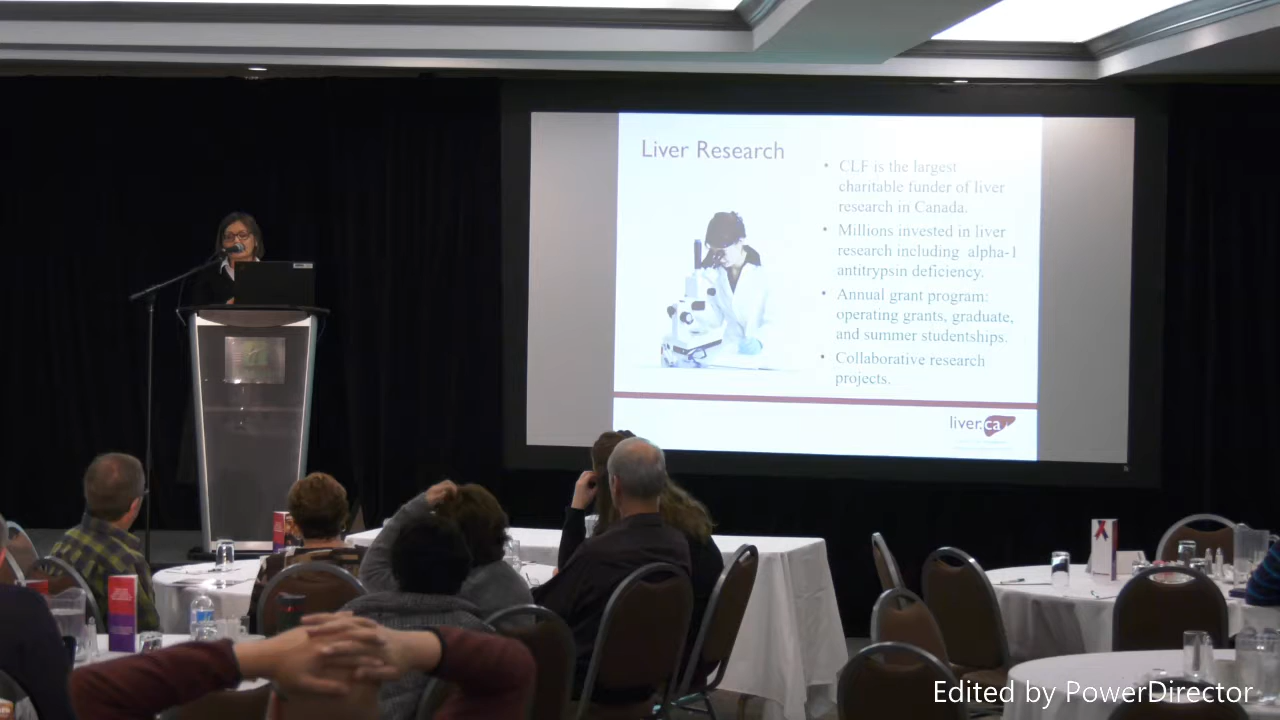 Liver Research
• CLF is the largest
charitable funder of liver
research in Canada.
• Millions invested in liver
research including alpha-1
antitrypsin deficiency.
• Annual grant program:
operating grants, graduate,
and summer studentships.
• Collaborative research
projects.
liver.ca
Edited by PowerDirector